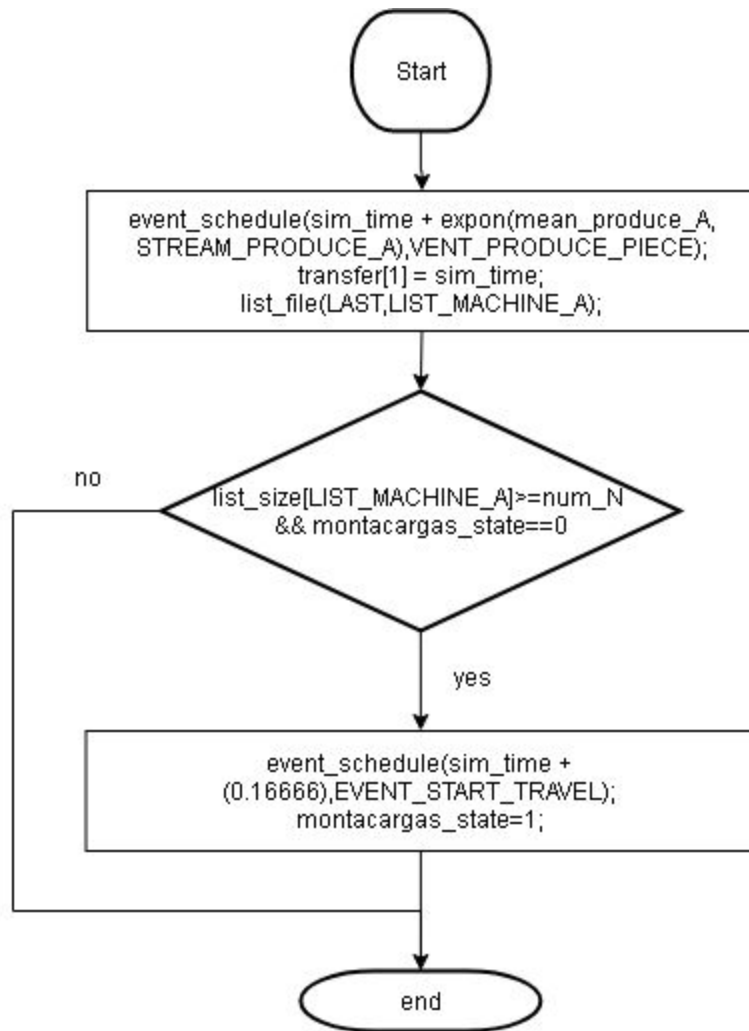 Start
event_schedule(sim_time + expon(mean_produce_A,
STREAM_PRODUCE_A),VENT_PRODUCE_PIECE);
transfer[1] = sim_time;
list_file(LAST,LIST_MACHINE_A);
no
list_size[LIST_MACHINE_A]>=num_N
&& montacargas_state==0
yes
event_schedule(sim_time +
(0.16666),EVENT_START_TRAVEL);
montacargas_state=1;
end